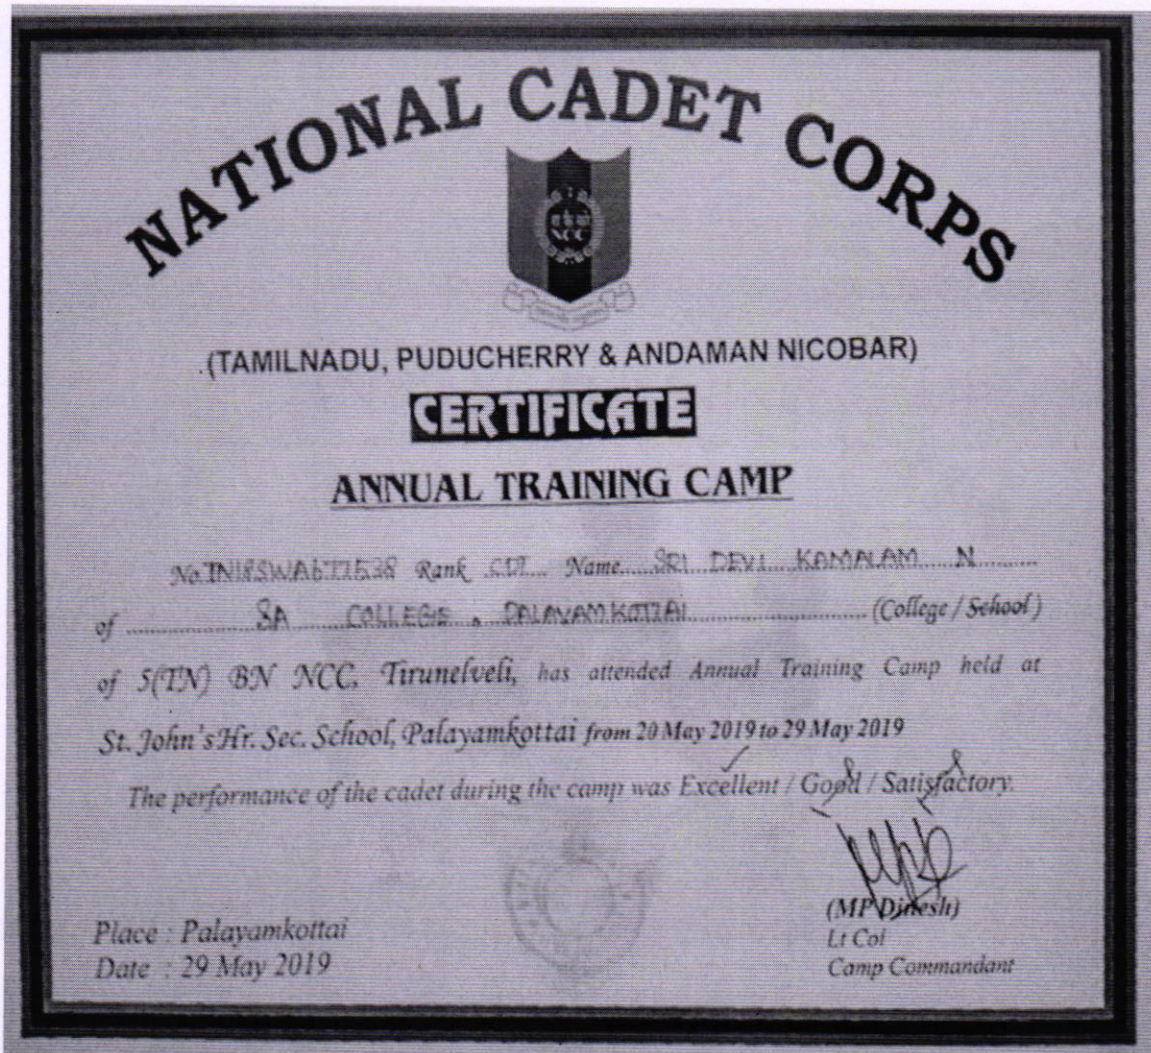 NATIONAL CADET CORPS
NCC
(TAMILNADU, PUDUCHERRY & ANDAMAN NICOBAR)
CERTIFICATE
ANNUAL TRAINING CAMP
No. Rank CDT Name SRI DEVI KAMALAM N
of SA COLLEGE, PALAYAMKOTTAI (College / School)
of 5(TN) BN NCC, Tirunelveli, has attended Annual Training Camp held at
St. John's Hr. Sec. School, Palayamkottai from 20 May 2019 to 29 May 2019
The performance of the cadet during the camp was Excellent / Good / Satisfactory.
(MP Dinesh)
Place : Palayamkottai
Lt Col
Date : 29 May 2019
Camp Commandant